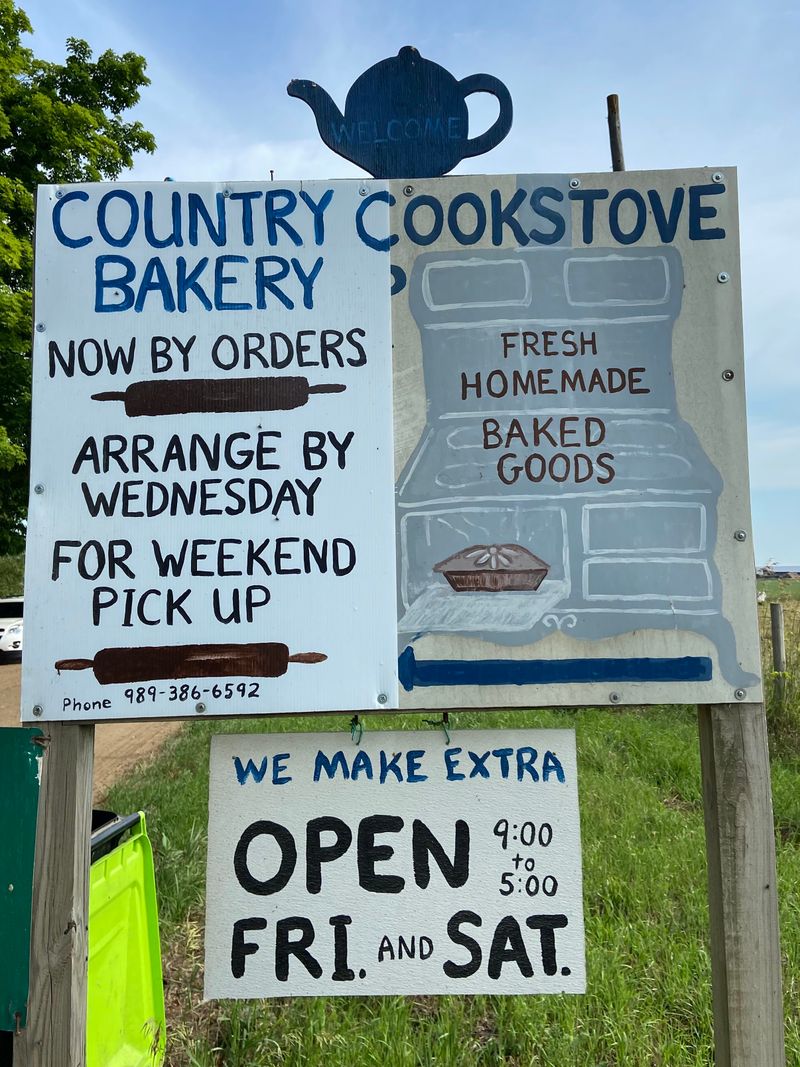 WELCOME
COUNTRY COOKSTOVE
BAKERY
NOW BY ORDERS
ARRANGE BY
WEDNESDAY
FOR WEEKEND
PICK UP
Phone 989-386-6592
FRESH
HOMEMADE
BAKED
GOODS
WE MAKE EXTRA
OPEN 9:00
to
5:00
FRI. AND SAT.